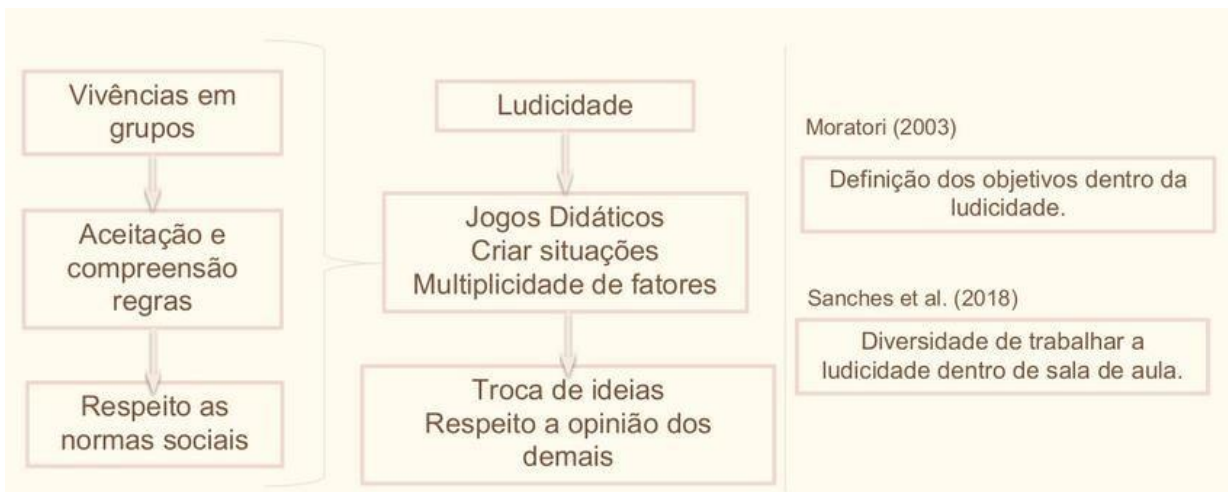 Vivências em
grupos
Aceitação e
compreensão
regras
Respeito as
normas sociais
Ludicidade
Jogos Didáticos
Criar situações
Multiplicidade de fatores
Troca de ideias
Respeito a opinião dos
demais
Moratori (2003)
Definição dos objetivos dentro da
ludicidade.
Sanches et al. (2018)
Diversidade de trabalhar a
ludicidade dentro de sala de aula.